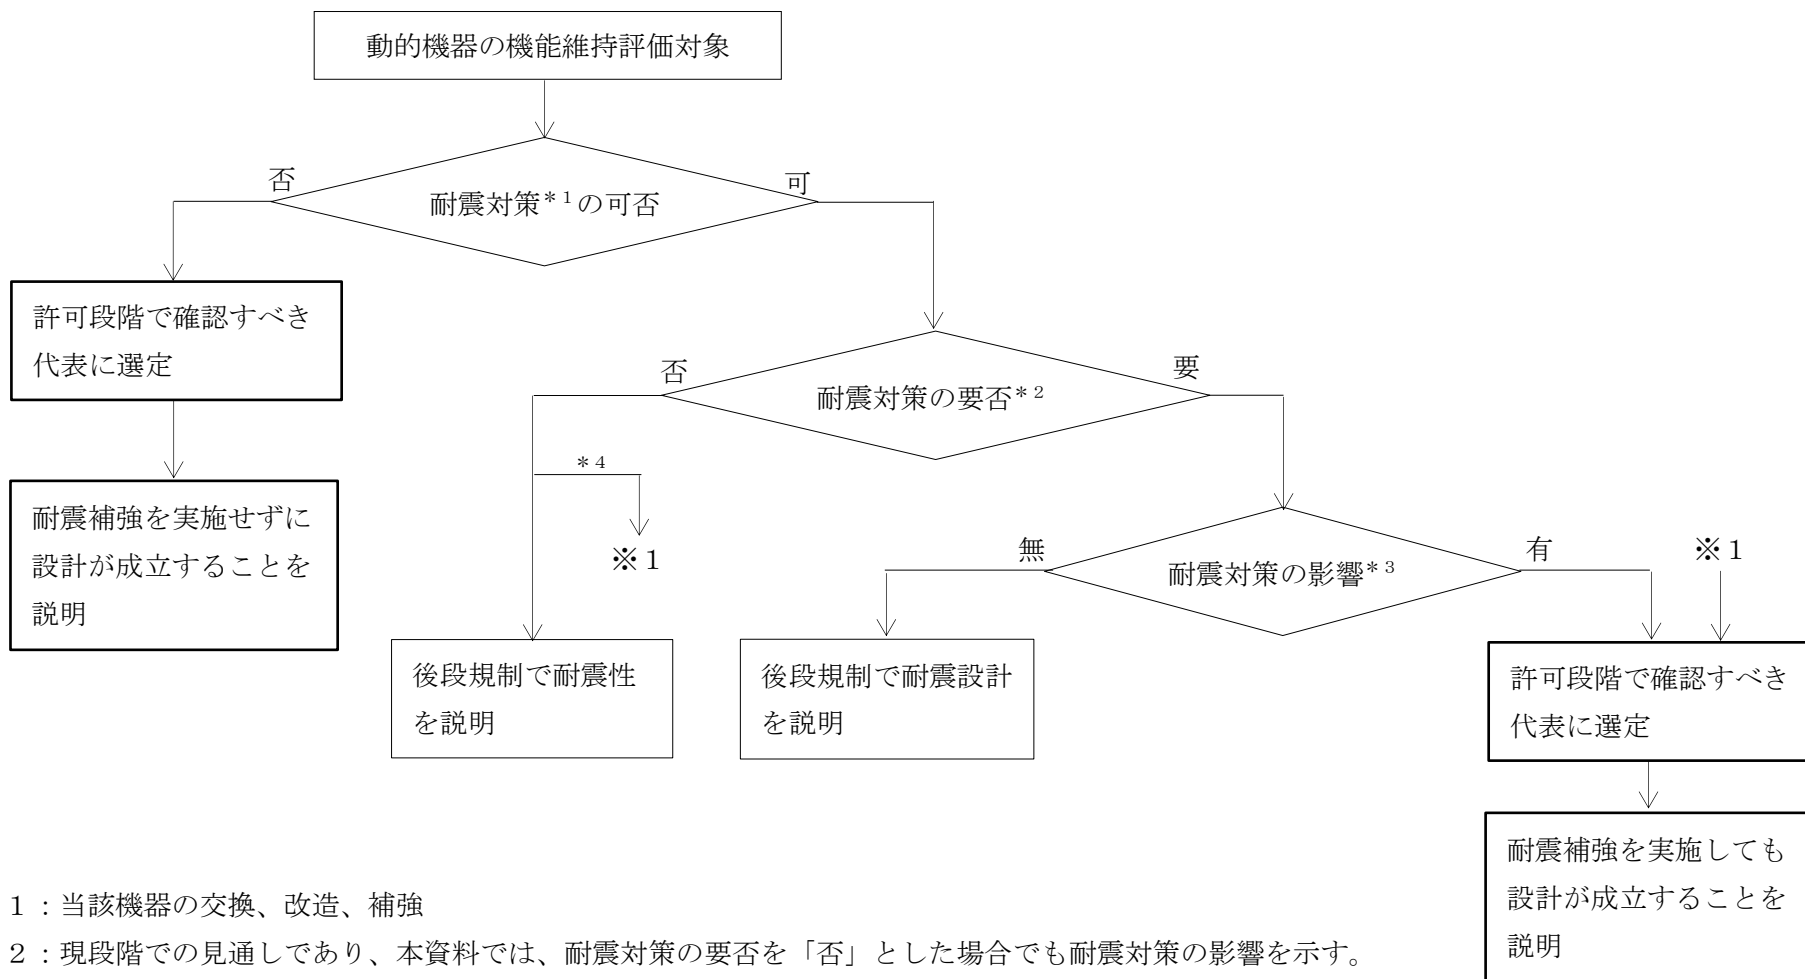 動的機器の機能維持評価対象
否
耐震対策*1の可否
可
許可段階で確認すべき
代表に選定
耐震補強を実施せずに
設計が成立することを
説明
否
耐震対策の要否*2
要
*4
※1
無
耐震対策の影響*3
有
※1
後段規制で耐震性
を説明
後段規制で耐震設計
を説明
許可段階で確認すべき
代表に選定
耐震補強を実施しても
設計が成立することを
説明
1:当該機器の交換、改造、補強
2:現段階での見通しであり、本資料では、耐震対策の要否を「否」とした場合でも耐震対策の影響を示す。